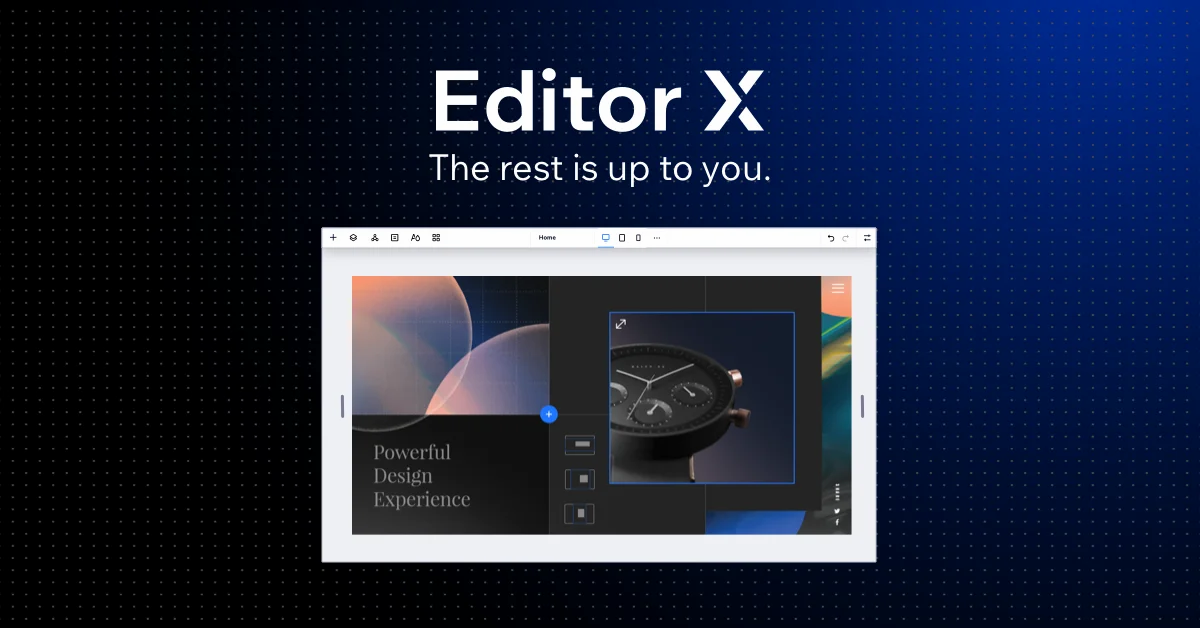 Editor X
The rest is up to you.
Home
Powerful
Design
Experience